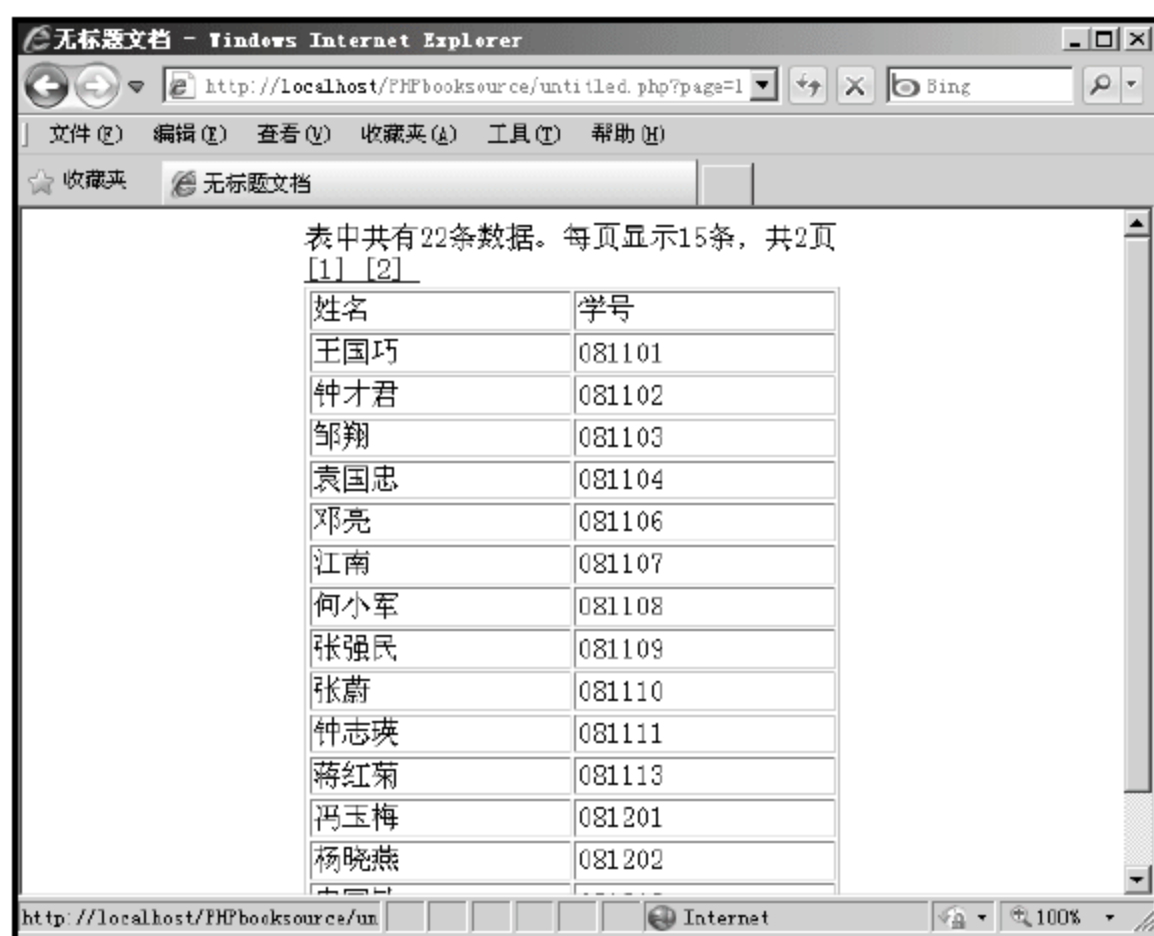 无标题文档 - Windows Internet Explorer
http://localhost/PHPbooksource/untitled.php?page=1
Bing
文件(F) 编辑(E) 查看(V) 收藏夹(A) 工具(T) 帮助(H)
收藏夹 无标题文档
表中共有22条数据。每页显示15条，共2页
[1] [2]
姓名 学号
王国巧 081101
钟才君 081102
邹翔 081103
袁国忠 081104
邓亮 081106
江南 081107
何小军 081108
张强民 081109
张蔚 081110
钟志瑛 081111
蒋红菊 081113
冯玉梅 081201
杨晓燕 081202
http://localhost/PHPbooksource/un Internet 100%